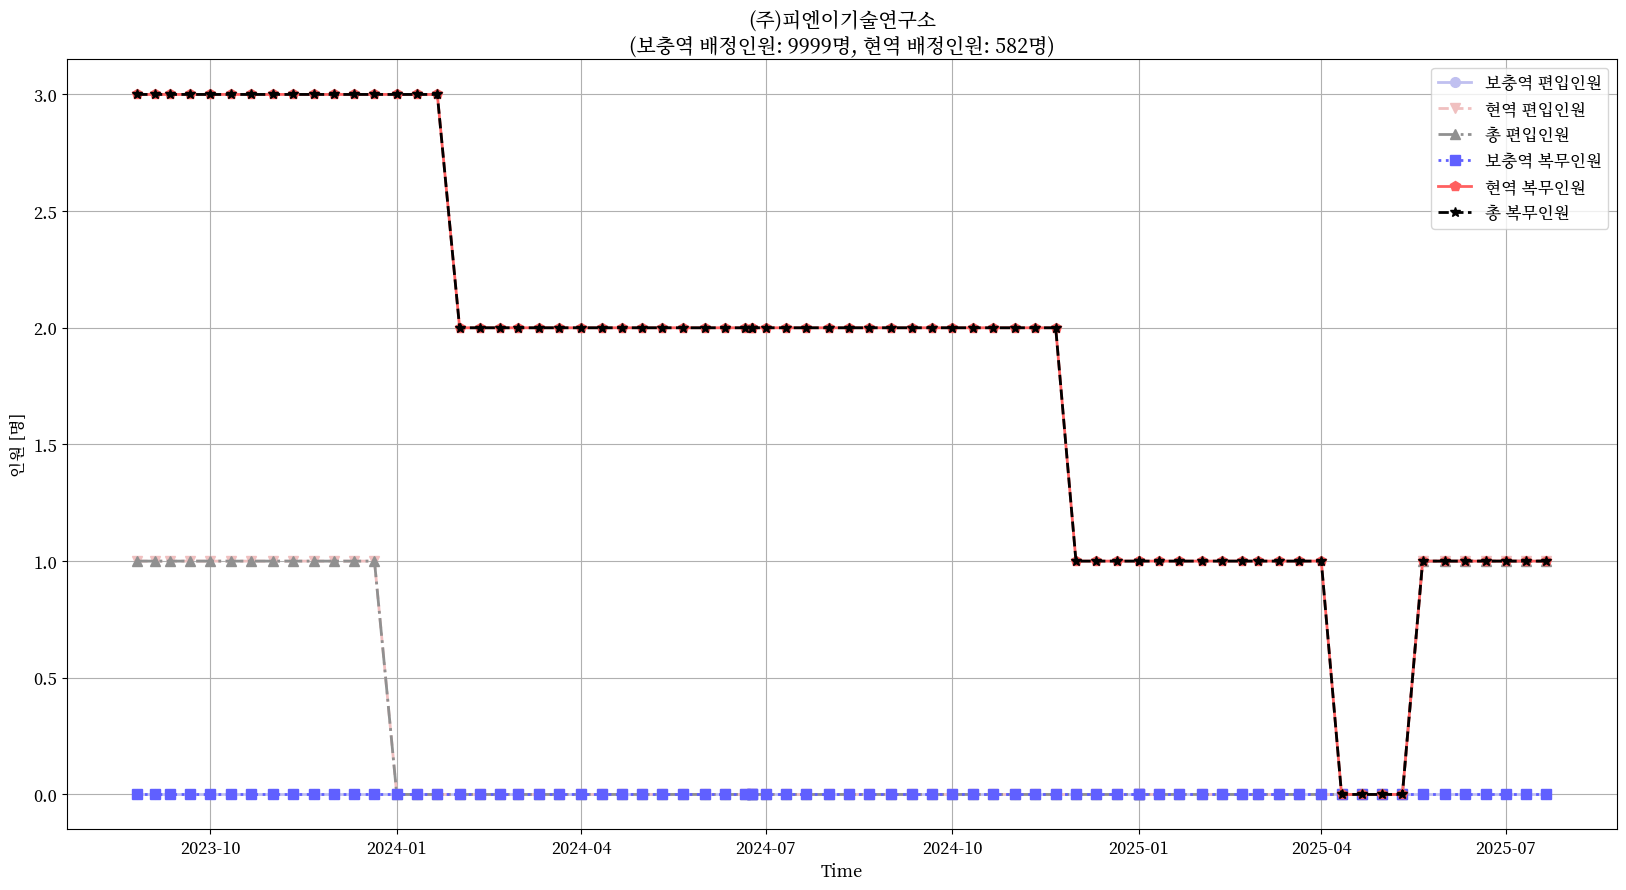 (주)피엔이기술연구소
(보충역 배정인원: 9999명, 현역 배정인원: 582명)
보충역 편입인원
현역 편입인원
총 편입인원
보충역 복무인원
현역 복무인원
총 복무인원
인원 [명]
3.0
2.5
2.0
1.5
1.0
0.5
0.0
2023-10
2024-01
2024-04
2024-07
2024-10
2025-01
2025-04
2025-07
Time